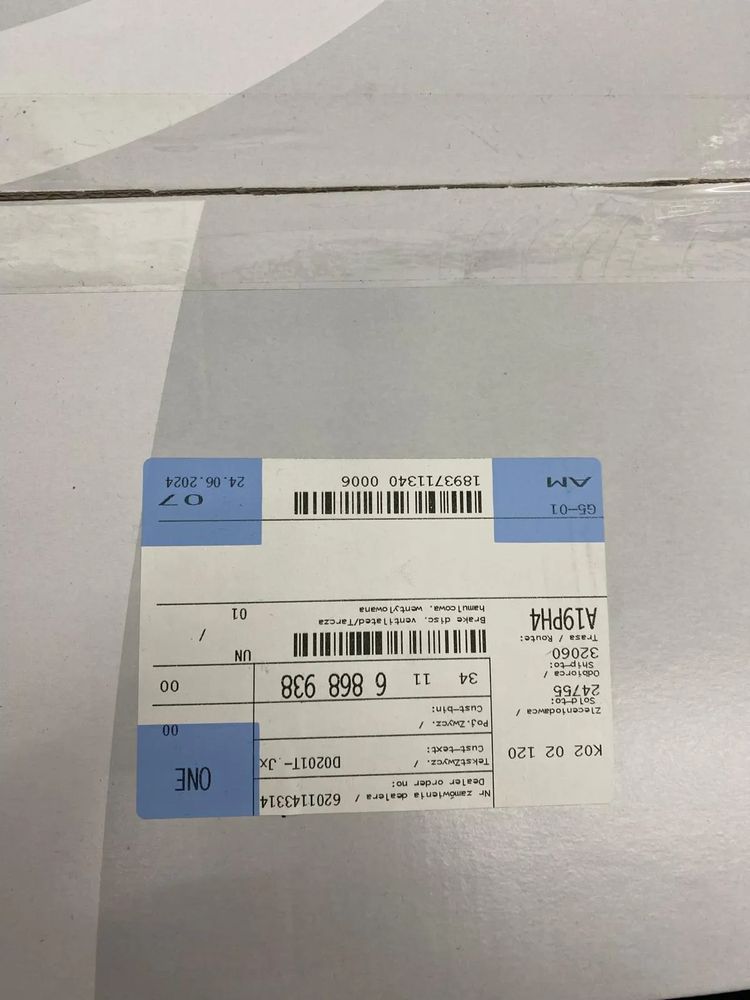 K02 02 120
Nr zamówienia dealera /
Dealer order no:
6201143314
ONE
TekstZwycz. /
Cust-text:
D0201T-.Jx
Zleceniodawca /
Sold-to:
24755
Poj.Zwycz. /
Cust-bin:
00
Odbiorca /
Ship-to:
32060
34 11 6 868 938
00
Trasa / Route:
A19PH4
UN
/
01
Brake disc. ventilated/Tarcza
hamulcowa. wentylowana
G5-01
AM
1893711340 0006
07
24.06.2024